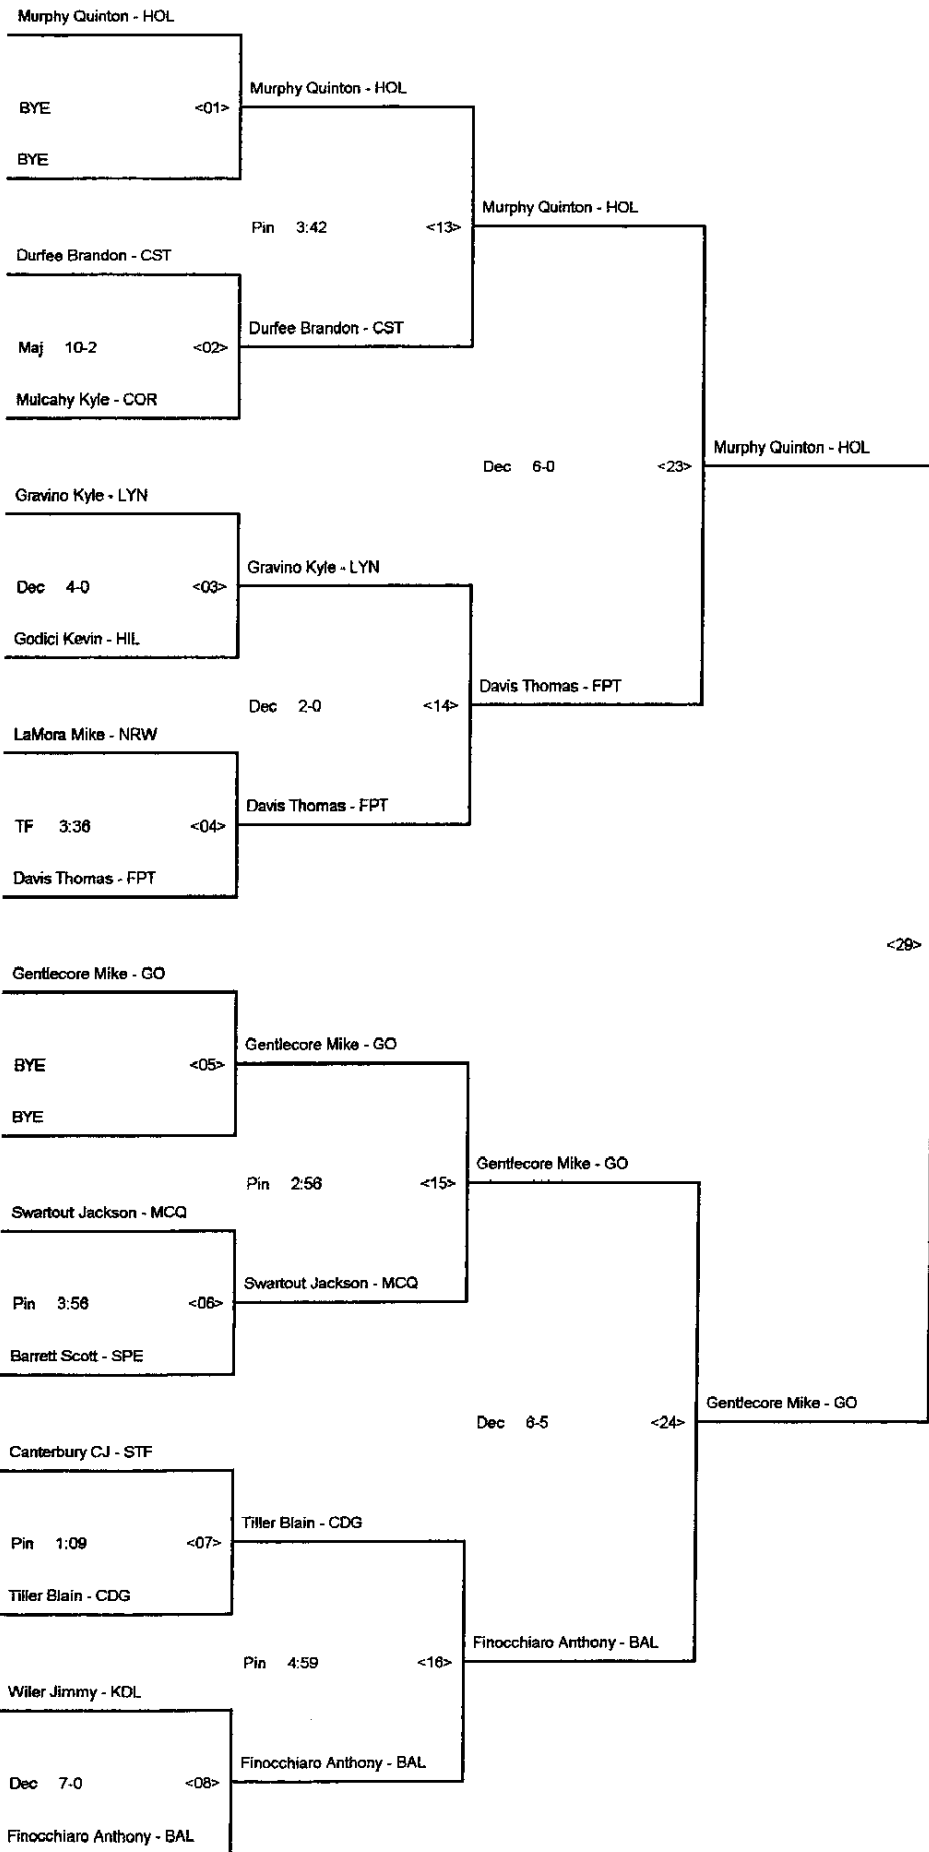 Murphy Quinton - HOL
Murphy Quinton - HOL
BYE <01>
BYE
Murphy Quinton - HOL
Pin 3:42 <13>
Durfee Brandon - CST
Durfee Brandon - CST
Maj 10-2 <02>
Mulcahy Kyle - COR
Murphy Quinton - HOL
Dec 6-0 <23>
Gravino Kyle - LYN
Gravino Kyle - LYN
Dec 4-0 <03>
Godici Kevin - HIL
Davis Thomas - FPT
Dec 2-0 <14>
LaMora Mike - NRW
Davis Thomas - FPT
TF 3:36 <04>
Davis Thomas - FPT
<29>
Gentlecore Mike - GO
Gentlecore Mike - GO
BYE <05>
BYE
Gentlecore Mike - GO
Pin 2:56 <15>
Swartout Jackson - MCQ
Swartout Jackson - MCQ
Pin 3:56 <06>
Barrett Scott - SPE
Gentlecore Mike - GO
Dec 6-5 <24>
Canterbury CJ - STF
Tiller Blain - CDG
Pin 1:09 <07>
Tiller Blain - CDG
Finocchiaro Anthony - BAL
Pin 4:59 <16>
Wiler Jimmy - KDL
Finocchiaro Anthony - BAL
Dec 7-0 <08>
Finocchiaro Anthony - BAL